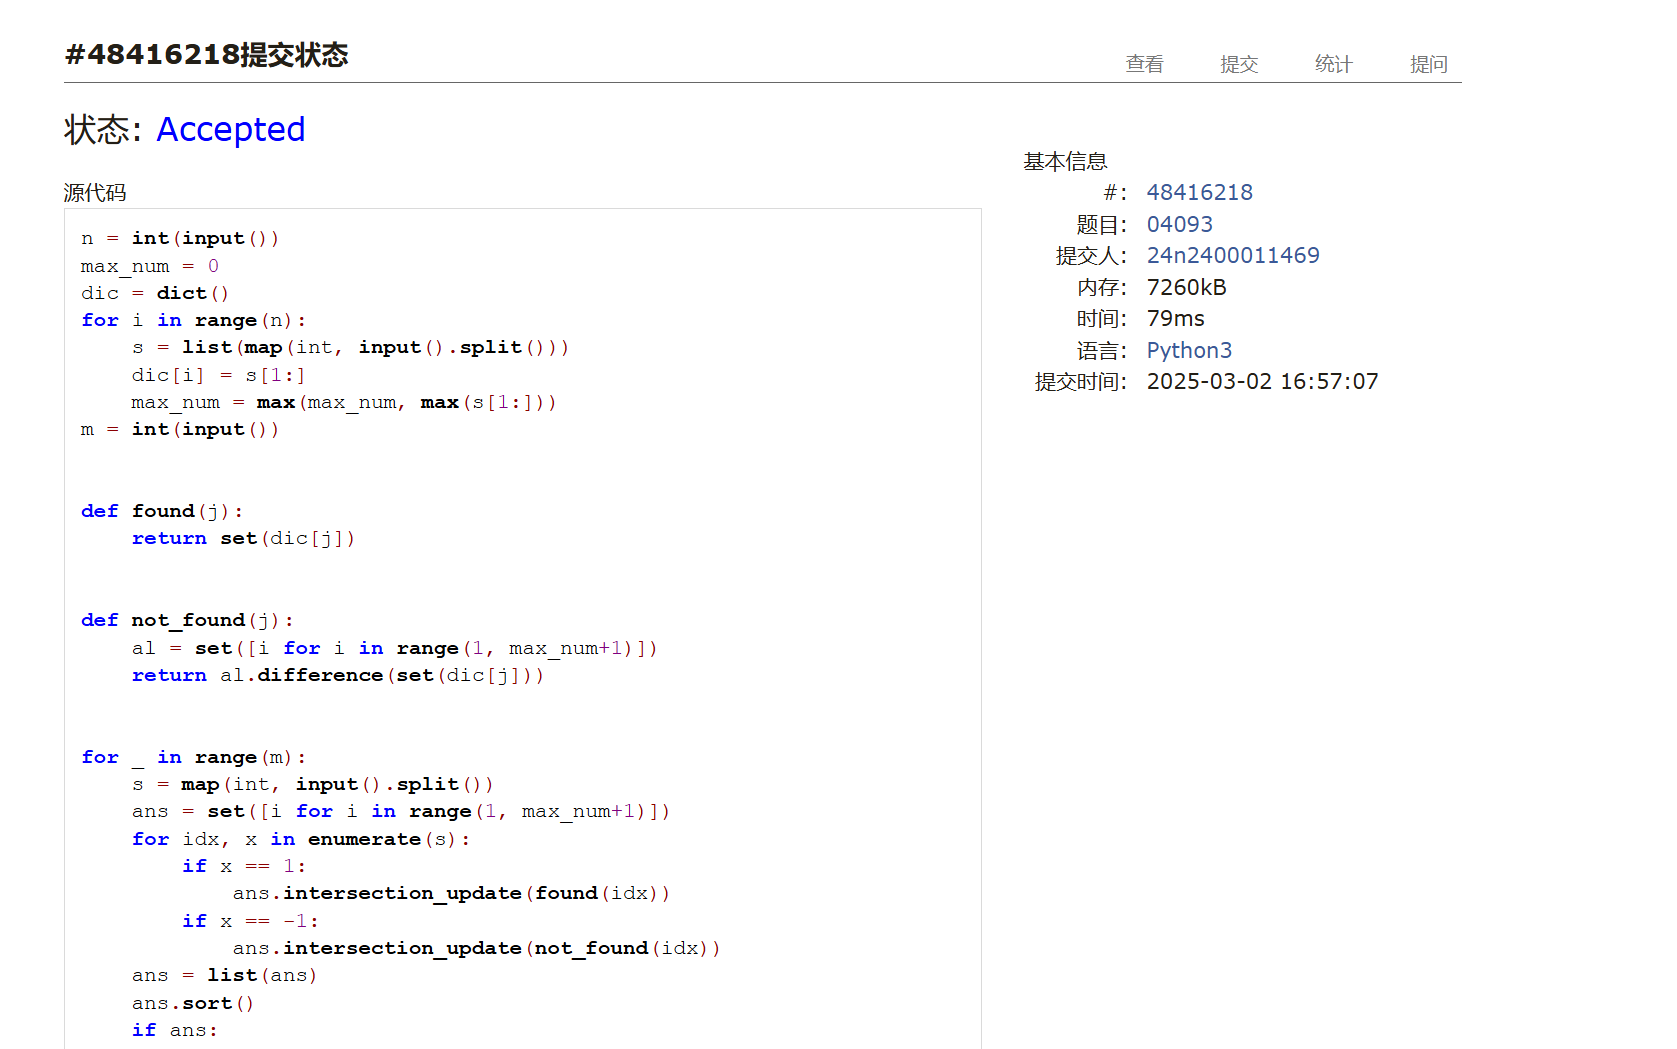 #48416218提交状态
查看 提交 统计 提问
状态: Accepted
源代码
n = int(input())
max_num = 0
dic = dict()
for i in range(n):
    s = list(map(int, input().split()))
    dic[i] = s[1:]
    max_num = max(max_num, max(s[1:]))
m = int(input())
def found(j):
    return set(dic[j])
def not_found(j):
    al = set([i for i in range(1, max_num+1)])
    return al.difference(set(dic[j]))
for _ in range(m):
    s = map(int, input().split())
    ans = set([i for i in range(1, max_num+1)])
    for idx, x in enumerate(s):
        if x == 1:
            ans.intersection_update(found(idx))
        if x == -1:
            ans.intersection_update(not_found(idx))
    ans = list(ans)
    ans.sort()
    if ans:
基本信息
#: 48416218
题目: 04093
提交人: 24n2400011469
内存: 7260kB
时间: 79ms
语言: Python3
提交时间: 2025-03-02 16:57:07